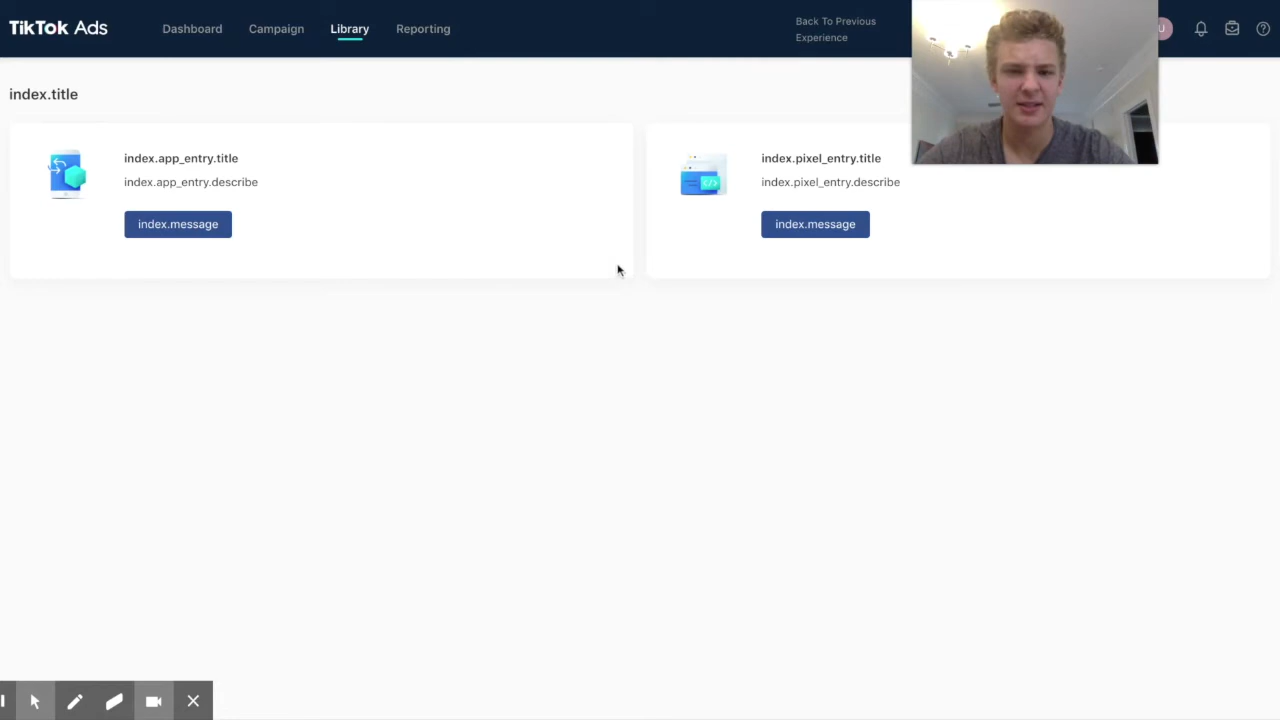 TikTok Ads
Dashboard
Campaign
Library
Reporting
Back To Previous
Experience
U
index.title
index.app_entry.title
index.app_entry.describe
index.message
index.pixel_entry.title
index.pixel_entry.describe
index.message